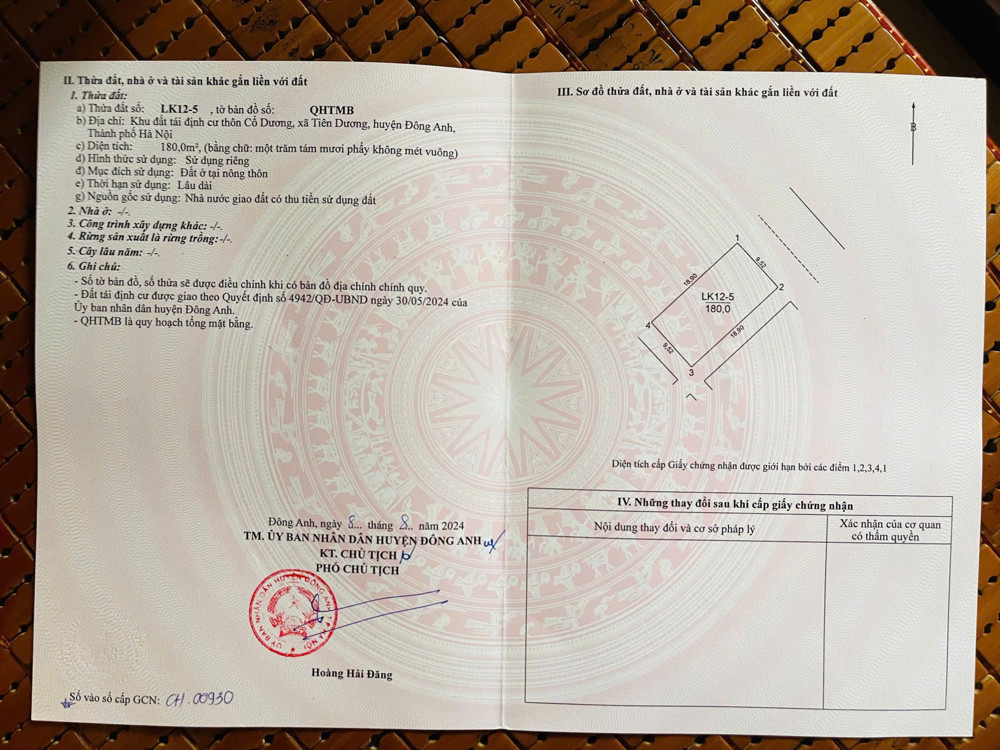 II. Thửa đất, nhà ở và tài sản khác gắn liền với đất
1. Thửa đất:
a) Thửa đất số: LK12-5 , tờ bản đồ số: QHTMB
b) Địa chỉ: Khu đất tái định cư thôn Cổ Dương, xã Tiên Dương, huyện Đông Anh,
Thành phố Hà Nội
c) Diện tích: 180,0m², (bằng chữ: một trăm tám mươi phẩy không mét vuông)
d) Hình thức sử dụng: Sử dụng riêng
đ) Mục đích sử dụng: Đất ở tại nông thôn
e) Thời hạn sử dụng: Lâu dài
g) Nguồn gốc sử dụng: Nhà nước giao đất có thu tiền sử dụng đất
2. Nhà ở: -/-.
3. Công trình xây dựng khác: -/-.
4. Rừng sản xuất là rừng trồng:-/-.
5. Cây lâu năm: -/-.
6. Ghi chú:
- Số tờ bản đồ, số thửa sẽ được điều chỉnh khi có bản đồ địa chính chính quy.
- Đất tái định cư được giao theo Quyết định số 4942/QĐ-UBND ngày 30/05/2024 của
Ủy ban nhân dân huyện Đông Anh.
- QHTMB là quy hoạch tổng mặt bằng.
Đông Anh, ngày 8... tháng 8.. năm 2024
TM. ỦY BAN NHÂN DÂN HUYỆN ĐÔNG ANH
KT. CHỦ TỊCH
PHÓ CHỦ TỊCH
ỦY BAN NHÂN DÂN HUYỆN ĐÔNG ANH T.P HÀ NỘI
Hoàng Hải Đăng
Số vào sổ cấp GCN: CH.00930
III. Sơ đồ thửa đất, nhà ở và tài sản khác gắn liền với đất
B
1
9,52
18,90
2
LK12-5
180,0
4
18,90
9,52
3
Diện tích cấp Giấy chứng nhận được giới hạn bởi các điểm 1,2,3,4,1
IV. Những thay đổi sau khi cấp giấy chứng nhận
Nội dung thay đổi và cơ sở pháp lý
Xác nhận của cơ quan
có thẩm quyền